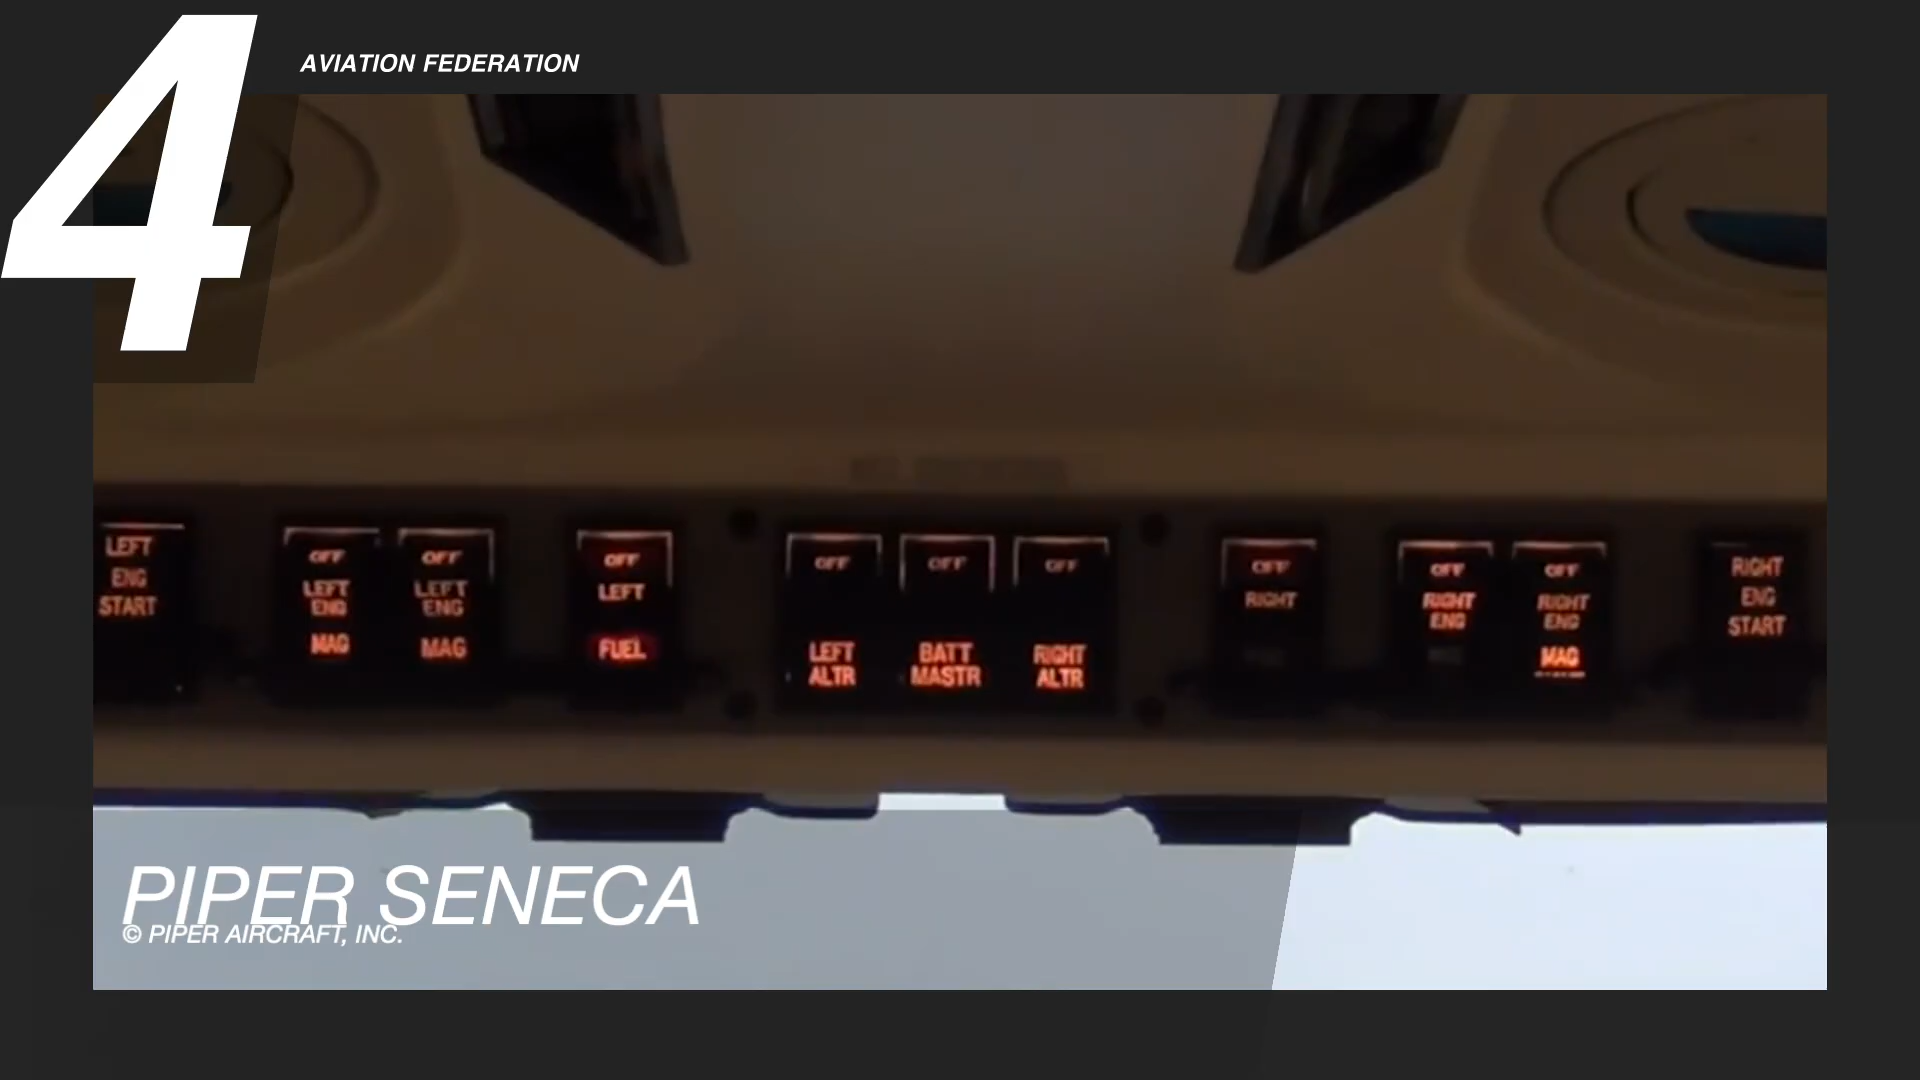 4
AVIATION FEDERATION
LEFT
ENG
START
OFF
LEFT
ENG
MAG
OFF
LEFT
ENG
MAG
OFF
LEFT
FUEL
OFF
LEFT
ALTR
OFF
BATT
MASTR
OFF
RIGHT
ALTR
OFF
RIGHT
OFF
RIGHT
ENG
OFF
RIGHT
ENG
MAG
RIGHT
ENG
START
PIPER SENECA
© PIPER AIRCRAFT, INC.